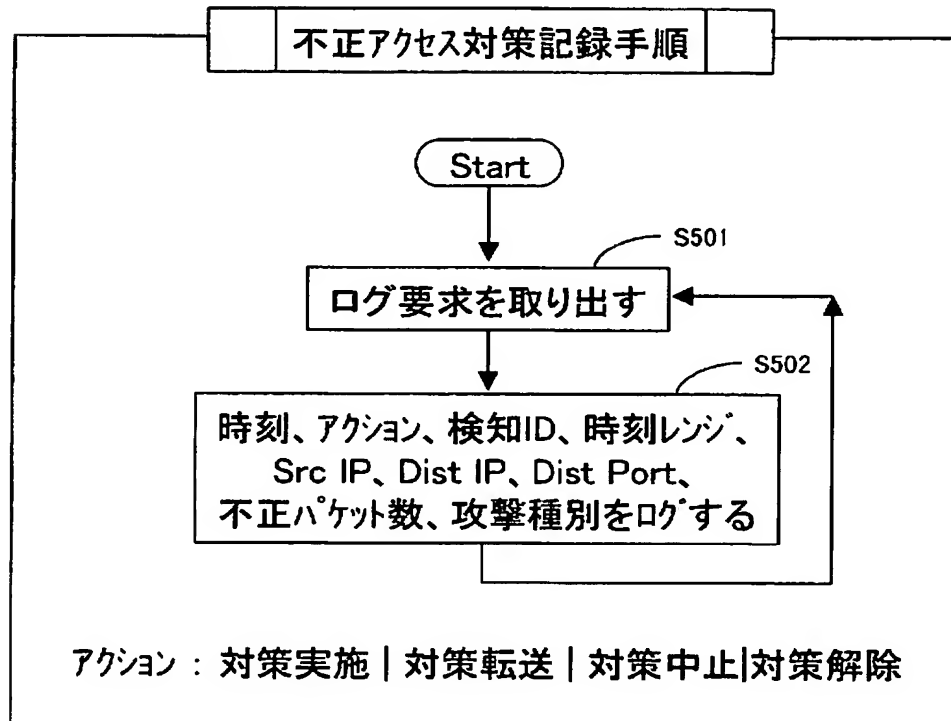 不正アクセス対策記録手順
Start
S501
ログ要求を取り出す
S502
時刻、アクション、検知ID、時刻レンジ、
Src IP、Dist IP、Dist Port、
不正パケット数、攻撃種別をログする
アクション : 対策実施 | 対策転送 | 対策中止|対策解除